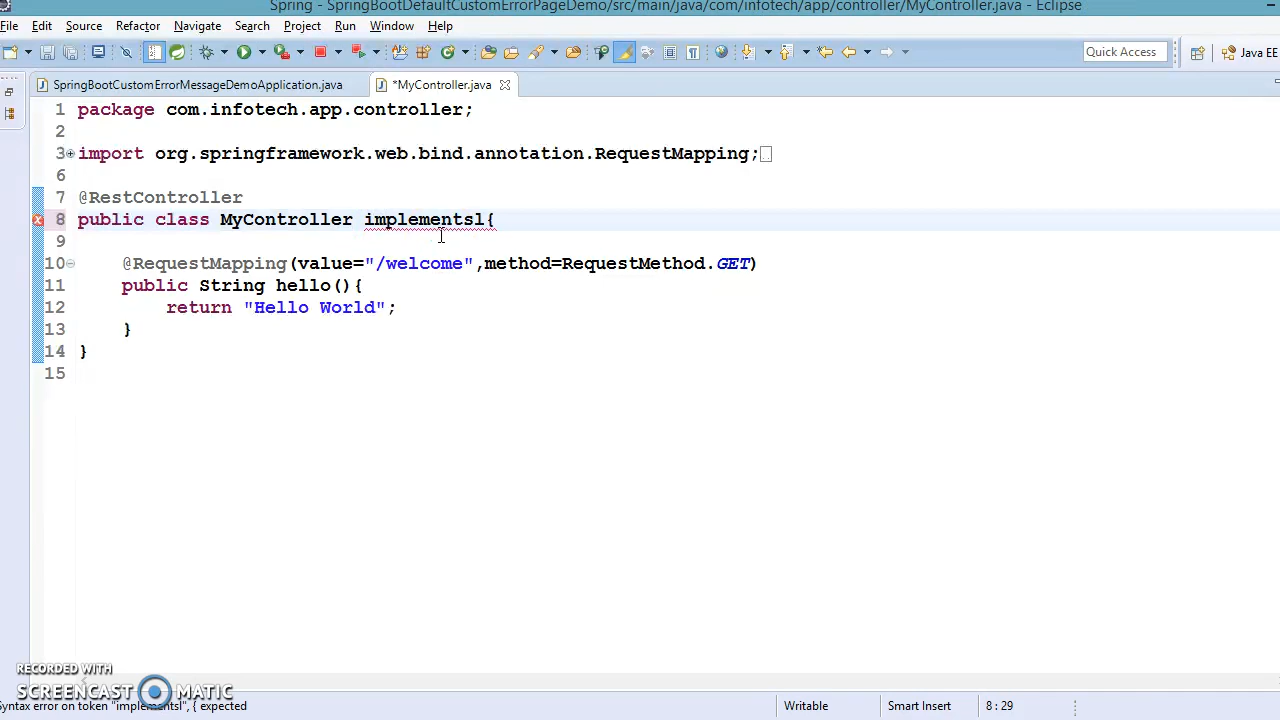 Spring - SpringBootDefaultCustomErrorPageDemo/src/main/java/com/infotech/app/controller/MyController.java - Eclipse
File Edit Source Refactor Navigate Search Project Run Window Help
Quick Access
Java EE
SpringBootCustomErrorMessageDemoApplication.java
*MyController.java
1 package com.infotech.app.controller;
2
3 import org.springframework.web.bind.annotation.RequestMapping;
6
7 @RestController
8 public class MyController implementsl{
9
10 @RequestMapping(value="/welcome",method=RequestMethod.GET)
11 public String hello(){
12 return "Hello World";
13 }
14 }
15
RECORDED WITH
SCREENCAST MATIC
Syntax error on token "implementsl", { expected
Writable
Smart Insert
8 : 29